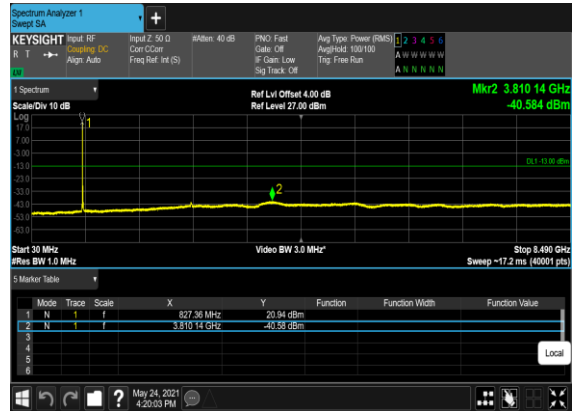 Spectrum Analyzer 1
Swept SA
+
KEYSIGHT Input: RF Input Z: 50 Ω #Atten: 40 dB PNO: Fast Avg Type: Power (RMS) 1 2 3 4 5 6
R T Coupling: DC Corr CCorr Gate: Off Avg|Hold: 100/100 A W W W W W
Align: Auto Freq Ref: Int (S) IF Gain: Low Trig: Free Run
LW Sig Track: Off A N N N N N
1 Spectrum Ref Lvl Offset 4.00 dB Mkr2 3.810 14 GHz
Scale/Div 10 dB Ref Level 27.00 dBm -40.584 dBm
Log
17.0 1
7.00
-3.00
-13.0 DL1 -13.00 dBm
-23.0
-33.0 2
-43.0
-53.0
-63.0
Start 30 MHz Video BW 3.0 MHz* Stop 8.490 GHz
#Res BW 1.0 MHz Sweep ~17.2 ms (40001 pts)
5 Marker Table
Mode Trace Scale X Y Function Function Width Function Value
1 N 1 f 827.36 MHz 20.94 dBm
2 N 1 f 3.810 14 GHz -40.58 dBm
3
4
5
6
Local
? May 24, 2021
4:20:03 PM